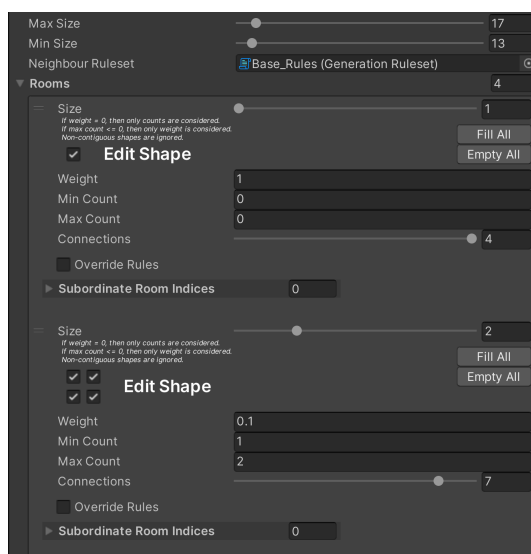 Max Size 17
Min Size 13
Neighbour Ruleset Base_Rules (Generation Ruleset)
Rooms 4
Size 1
If weight = 0, then only counts are considered.
If max count <= 0, then only weight is considered.
Non-contiguous shapes are ignored.
Fill All
Edit Shape Empty All
Weight 1
Min Count 0
Max Count 0
Connections 4
Override Rules
Subordinate Room Indices 0
Size 2
If weight = 0, then only counts are considered.
If max count <= 0, then only weight is considered.
Non-contiguous shapes are ignored.
Fill All
Edit Shape Empty All
Weight 0.1
Min Count 1
Max Count 2
Connections 7
Override Rules
Subordinate Room Indices 0